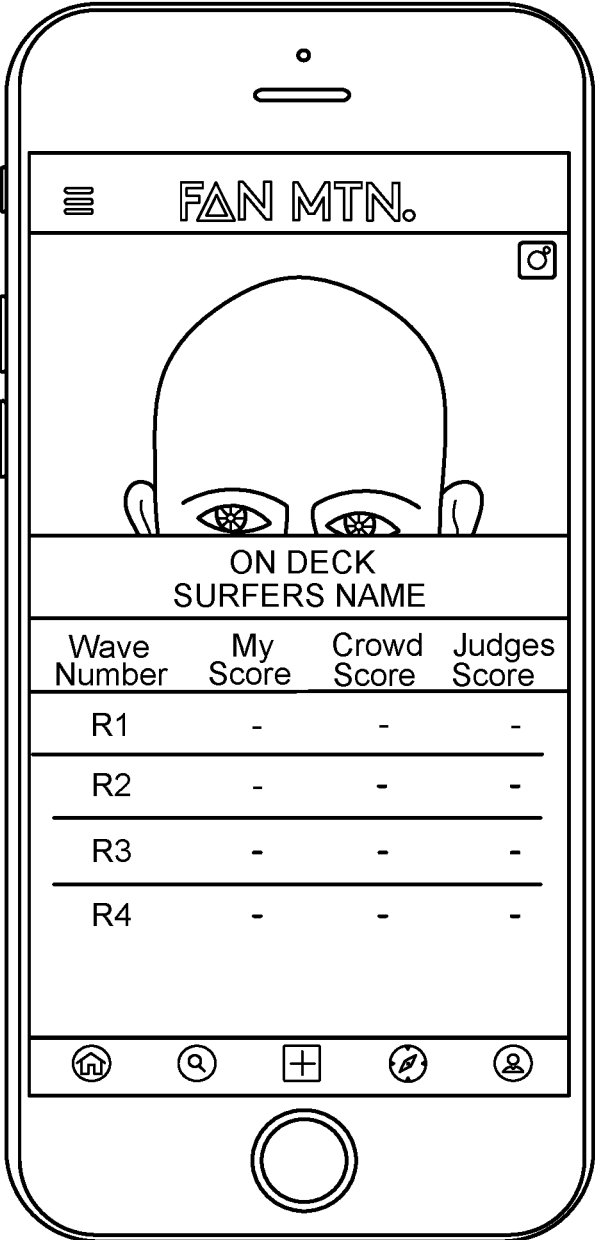 FAN MTN.
ON DECK
SURFERS NAME
Wave Number My Score Crowd Score Judges Score
R1 - - -
R2 - - -
R3 - - -
R4 - - -